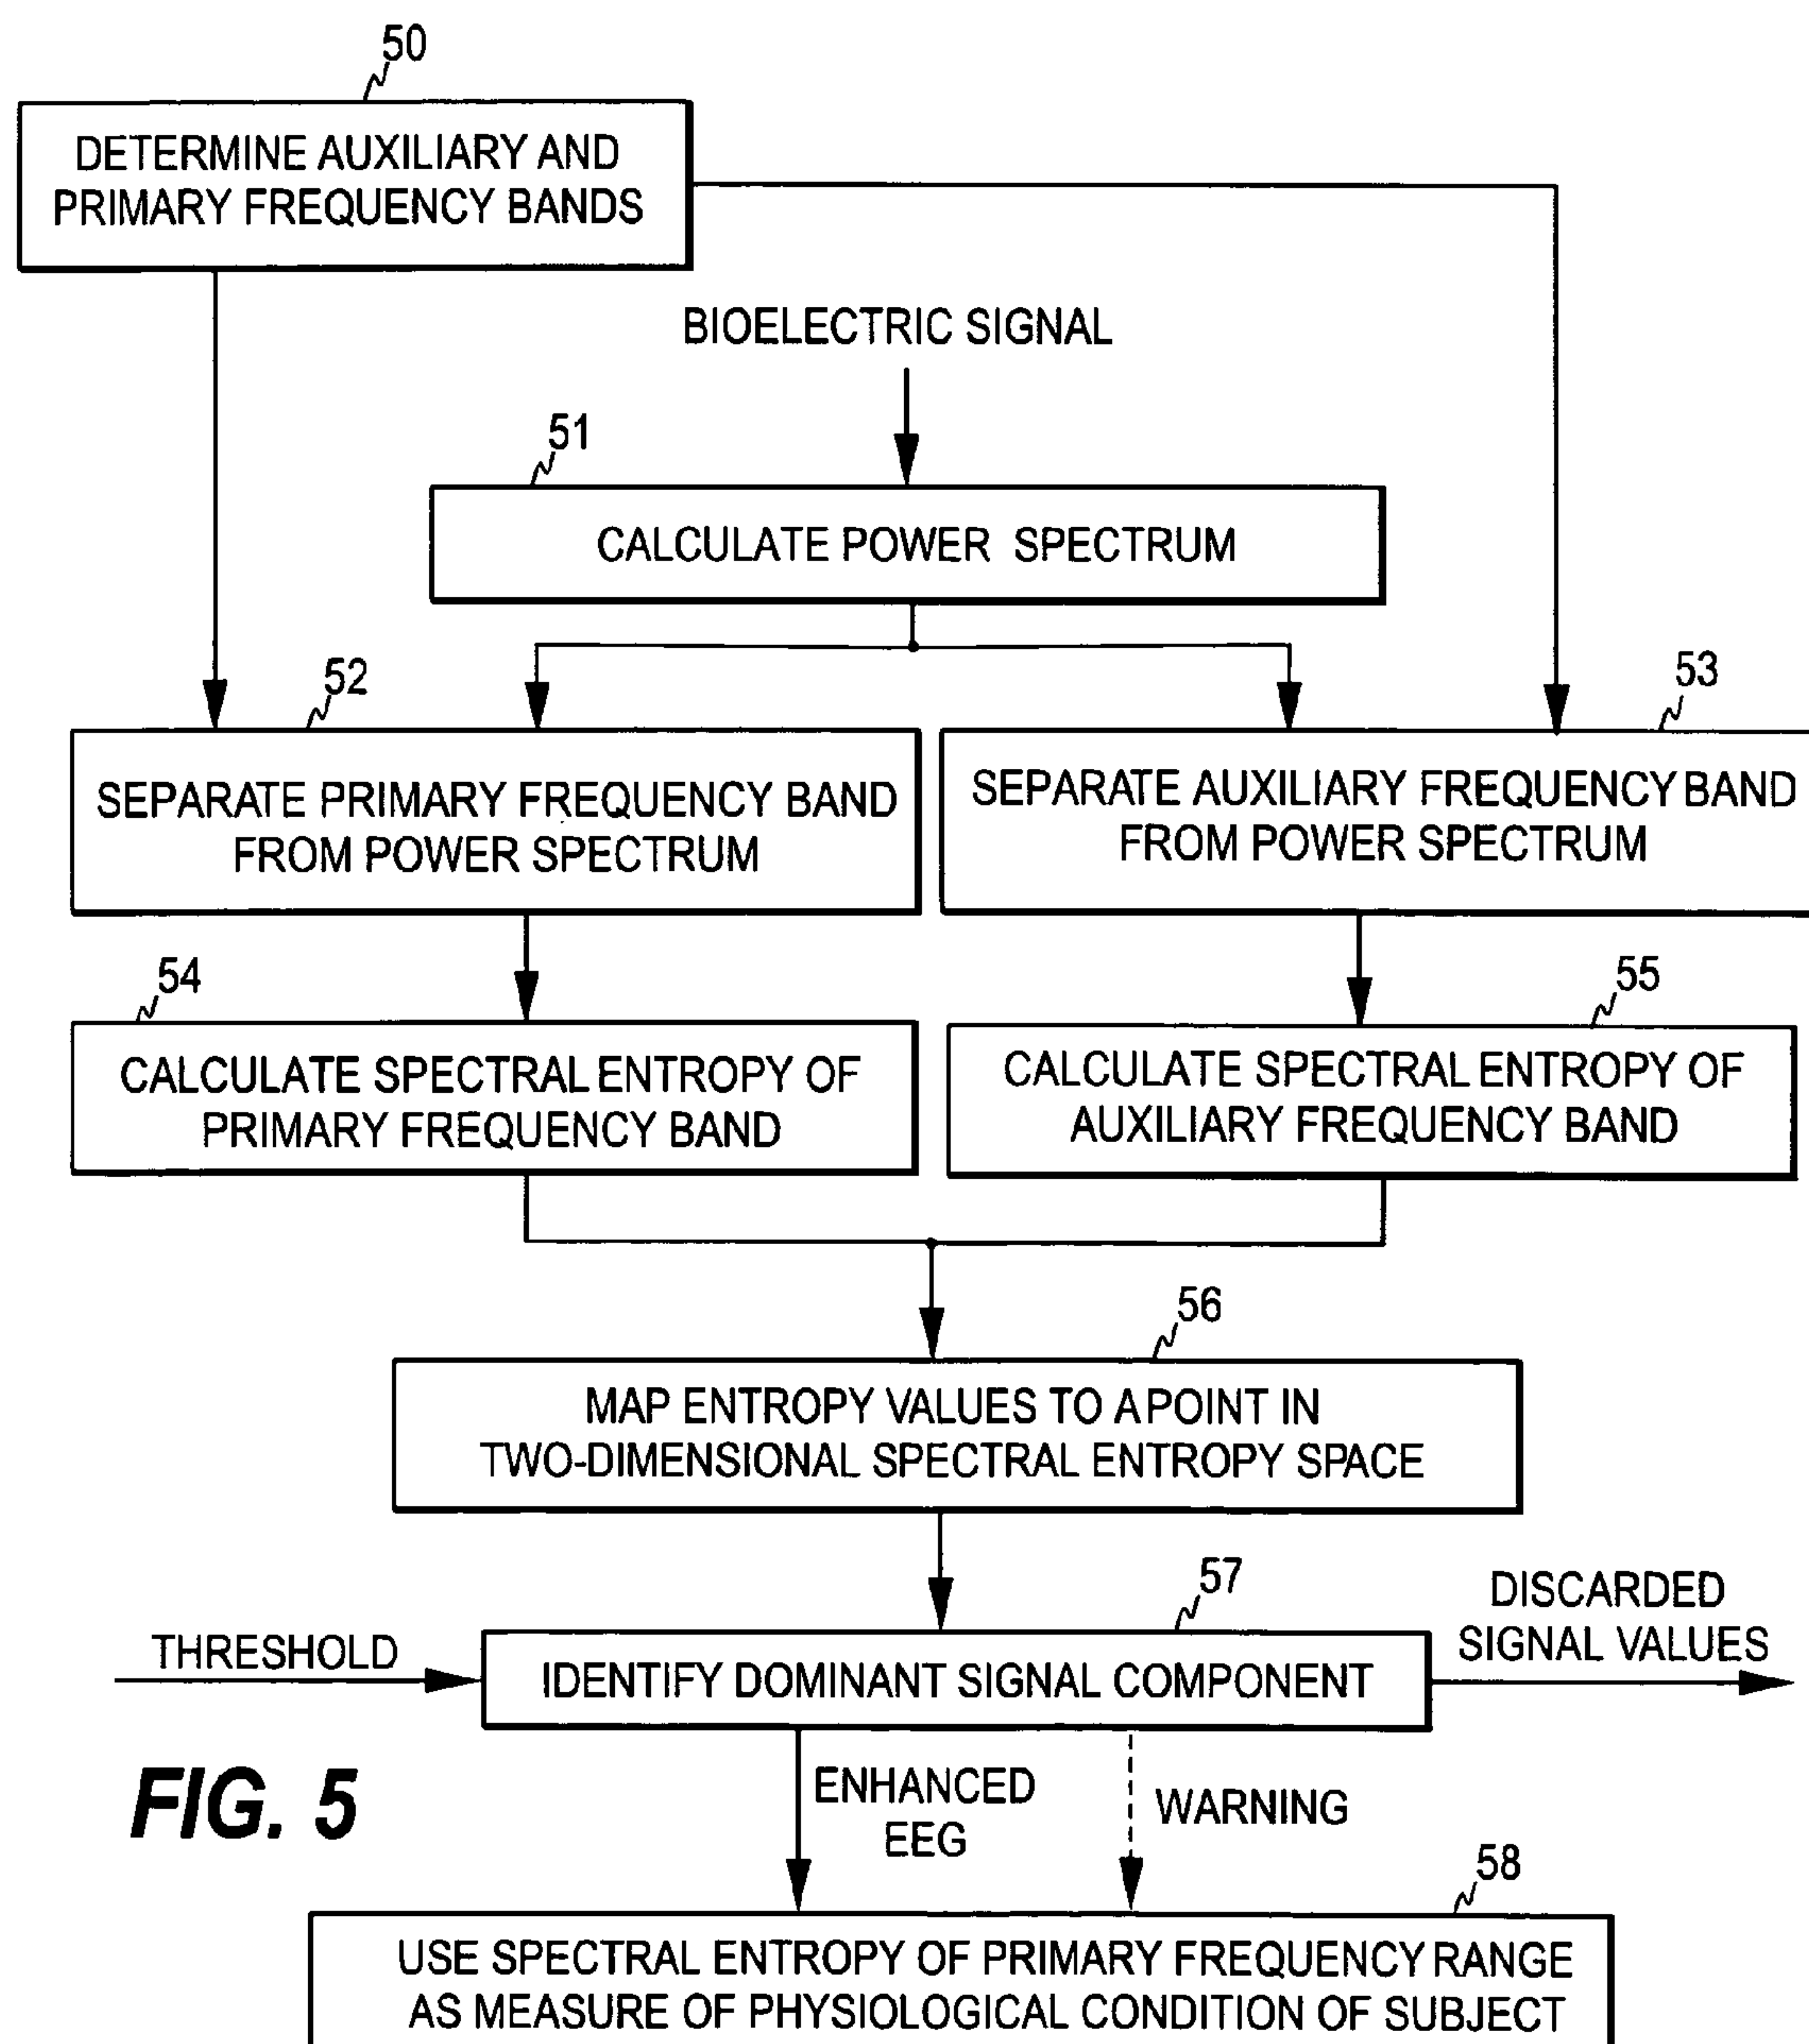 50
DETERMINE AUXILIARY AND
PRIMARY FREQUENCY BANDS
BIOELECTRIC SIGNAL
51
CALCULATE POWER SPECTRUM
52
SEPARATE PRIMARY FREQUENCY BAND
FROM POWER SPECTRUM
53
SEPARATE AUXILIARY FREQUENCY BAND
FROM POWER SPECTRUM
54
CALCULATE SPECTRAL ENTROPY OF
PRIMARY FREQUENCY BAND
55
CALCULATE SPECTRAL ENTROPY OF
AUXILIARY FREQUENCY BAND
56
MAP ENTROPY VALUES TO A POINT IN
TWO-DIMENSIONAL SPECTRAL ENTROPY SPACE
57
THRESHOLD
IDENTIFY DOMINANT SIGNAL COMPONENT
DISCARDED
SIGNAL VALUES
FIG. 5
ENHANCED
EEG
WARNING
58
USE SPECTRAL ENTROPY OF PRIMARY FREQUENCY RANGE
AS MEASURE OF PHYSIOLOGICAL CONDITION OF SUBJECT